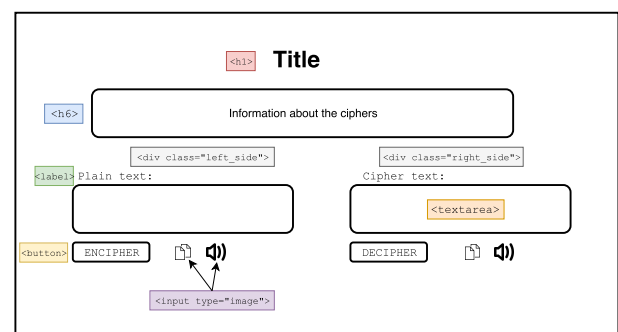 <h1> Title
<h6> Information about the ciphers
<div class="left_side"> <div class="right_side">
<label> Plain text: Cipher text:
<textarea>
<button> ENCIPHER DECIPHER
<input type="image">